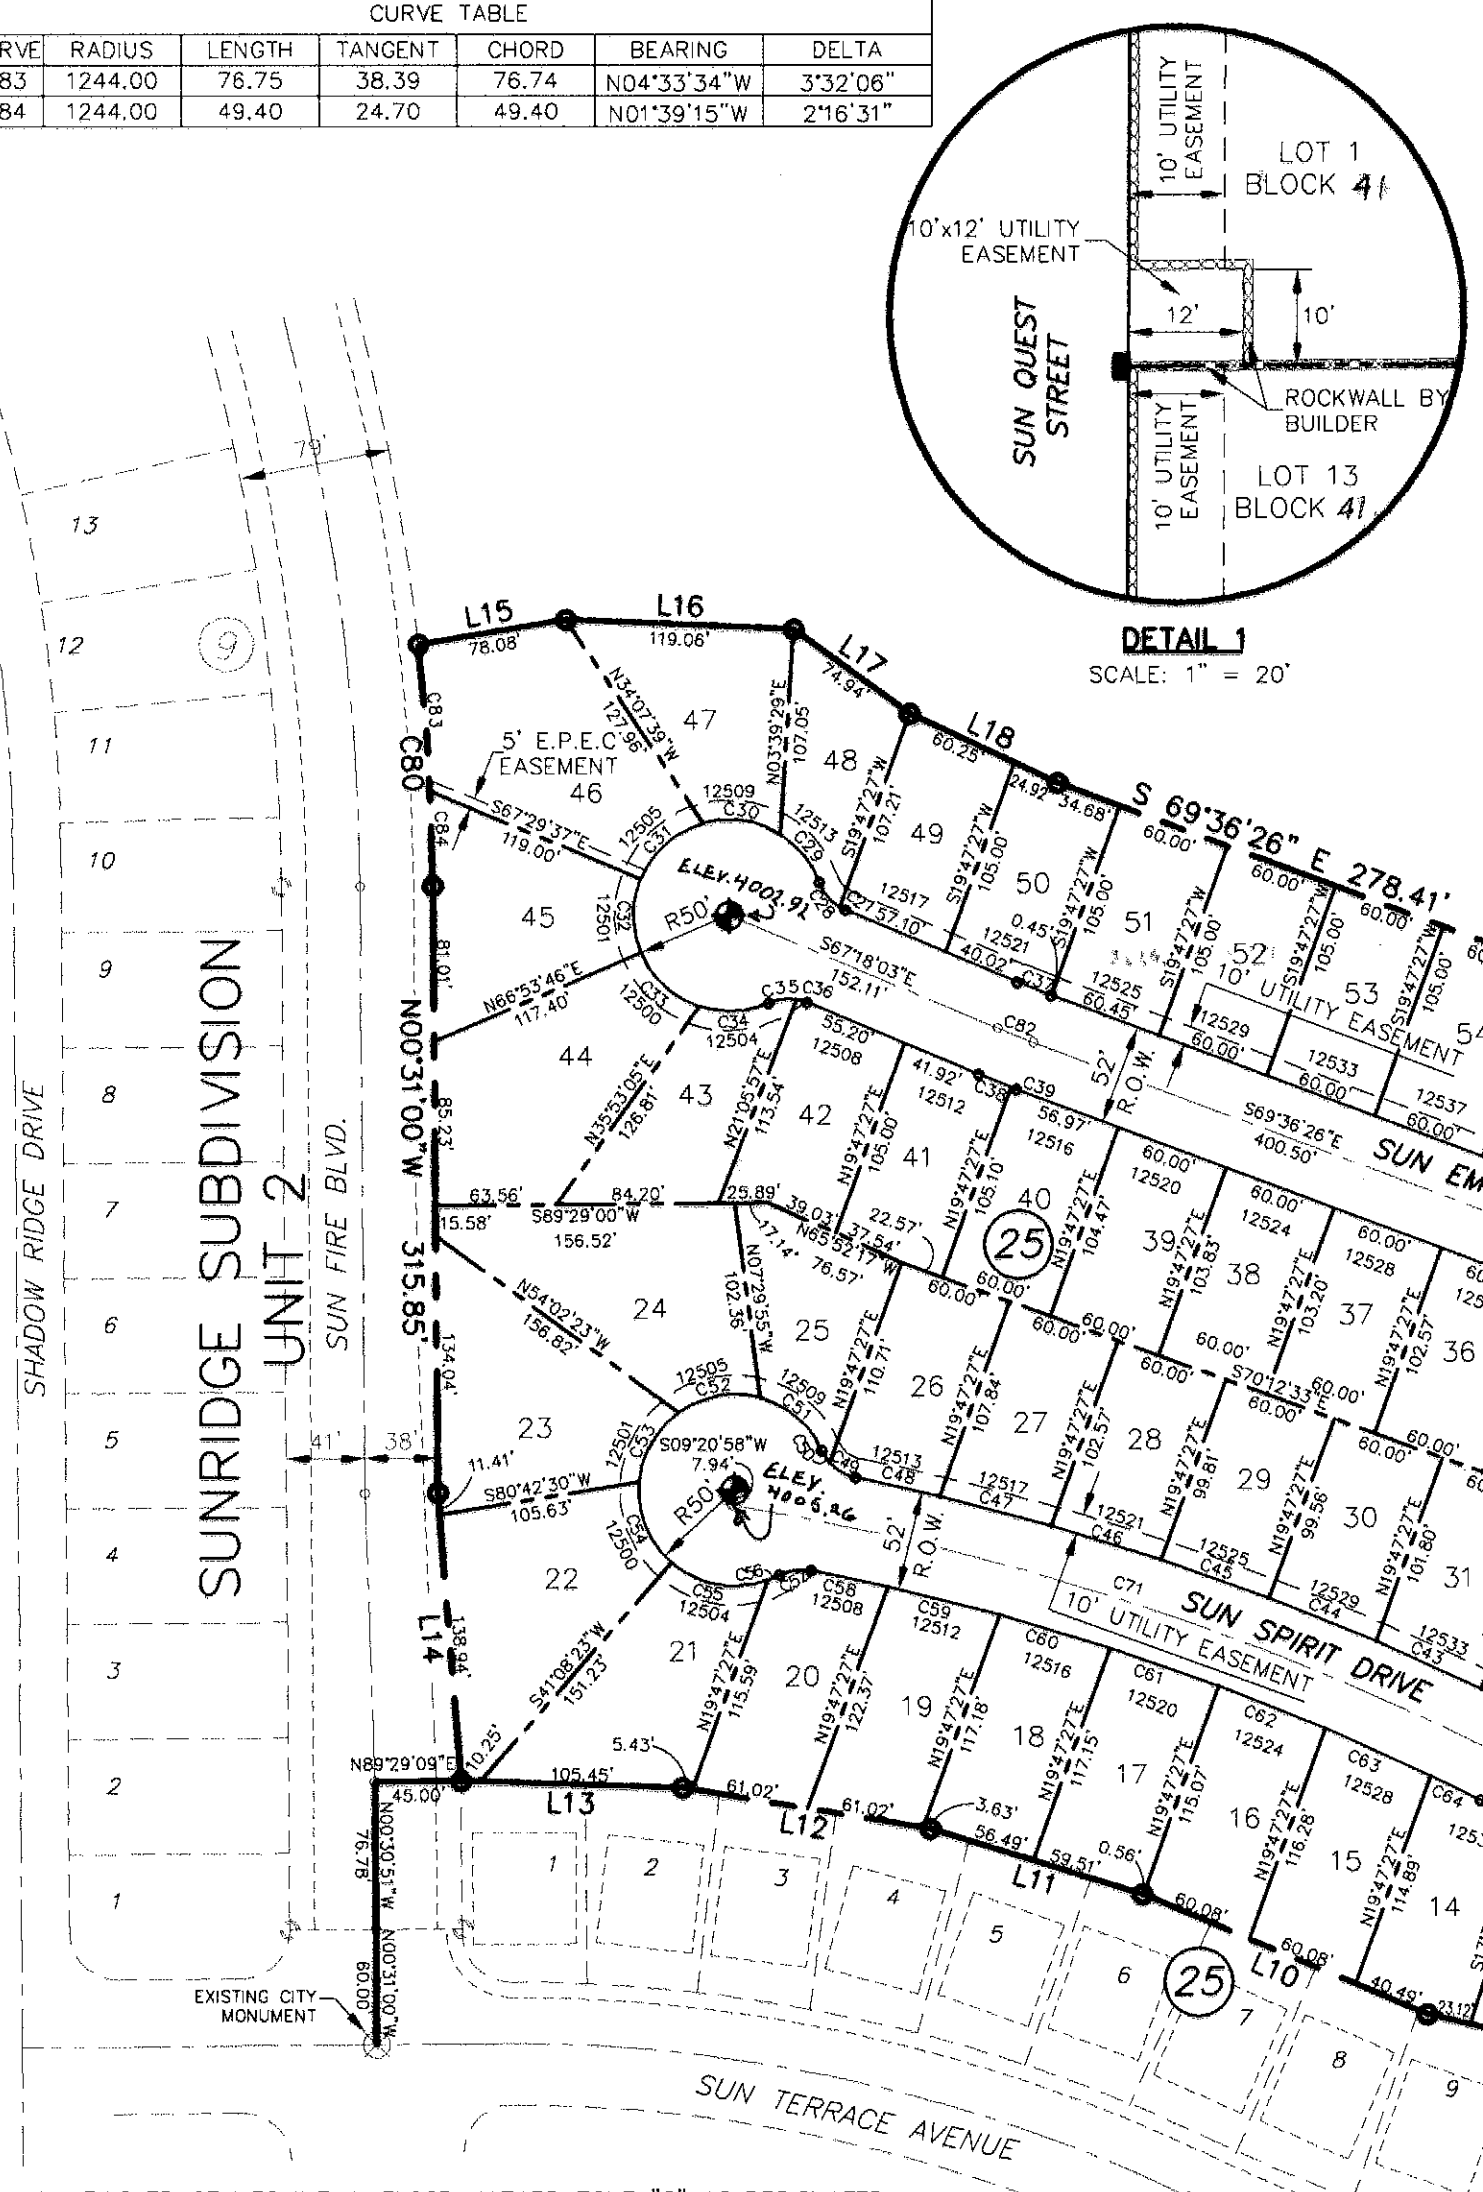 CURVE TABLE
RVE RADIUS LENGTH TANGENT CHORD BEARING DELTA
83 1244.00 76.75 38.39 76.74 N04°33'34"W 3°32'06"
84 1244.00 49.40 24.70 49.40 N01°39'15"W 2°16'31"
10' UTILITY
EASEMENT
LOT 1
BLOCK 41
10'x12' UTILITY
EASEMENT
12'
10'
SUN QUEST
STREET
ROCKWALL BY
BUILDER
10' UTILITY
EASEMENT
LOT 13
BLOCK 41
DETAIL 1
SCALE: 1" = 20'
79'
13
12
9
11
10
9
8
7
6
5
4
3
2
1
SHADOW RIDGE DRIVE
SUNRIDGE SUBDIVISION
UNIT 2
SUN FIRE BLVD.
41'
38'
L15
78.08'
L16
119.06'
L17
74.94'
L18
60.25'
24.92'
34.68'
S 69°36'26" E 278.41'
60.00'
60.00'
60.00'
C83
C80
C84
81.01'
N00°31'00"W 315.85'
85.23'
15.58'
134.04'
11.41'
L14
138.94'
5' E.P.E.C
EASEMENT
46
S67°29'37"E
119.00'
N34°07'39"W
127.96'
47
N03°39'29"E
107.05'
48
S19°47'27"W
107.21'
49
S19°47'27"W
105.00'
50
S19°47'27"W
105.00'
51
S19°47'27"W
105.00'
52
S19°47'27"W
105.00'
53
S19°47'27"W
105.00'
54
10' UTILITY EASEMENT
12505
C31
12509
C30
12513
C29
C28
C27
57.10'
12517
40.02'
12521
0.45'
C37
12525
60.45'
12529
60.00'
12533
60.00'
12537
60.00'
ELEV. 4002.92
R50'
45
C32
12501
N66°53'46"E
117.40'
C33
12500
44
C34
12504
C35
C36
S67°18'03"E
152.11'
C82
52'
R.O.W.
S69°36'26"E
400.50'
SUN EM
N35°53'05"E
126.81'
43
N21°05'57"E
113.54'
42
55.20'
12508
N19°47'27"E
105.00'
41
41.92'
12512
C38
C39
N19°47'27"E
105.10'
40
56.97'
12516
N19°47'27"E
104.47'
39
60.00'
12520
N19°47'27"E
103.83'
38
60.00'
12524
N19°47'27"E
103.20'
37
60.00'
12528
N19°47'27"E
102.57'
36
25
63.56'
84.20'
S89°29'00"W
156.52'
25.89'
17.14'
39.03'
37.54'
N65°52'17"W
76.57'
22.57'
60.00'
60.00'
60.00'
60.00'
60.00'
60.00'
S70°12'33"E
60.00'
60.00'
60.00'
60.00'
N54°02'23"W
156.82'
24
N07°29'55"W
102.36'
25
N19°47'27"E
110.71'
26
N19°47'27"E
107.84'
27
N19°47'27"E
102.57'
28
N19°47'27"E
99.81'
29
N19°47'27"E
99.56'
30
N19°47'27"E
101.80'
31
12505
C52
12509
C51
C50
C49
12513
C48
12517
C47
12521
C46
12525
C45
12529
C44
12533
C43
23
12501
C53
S09°20'58"W
7.94'
ELEV.
4005.26
R50'
S80°42'30"W
105.63'
C54
12500
22
C55
12504
C56
C57
C58
12508
52'
R.O.W.
C71
10' UTILITY EASEMENT
SUN SPIRIT DRIVE
S41°08'23"W
151.23'
21
N19°47'27"E
115.59'
20
N19°47'27"E
122.37'
C59
12512
19
N19°47'27"E
117.18'
C60
12516
18
N19°47'27"E
117.15'
C61
12520
17
N19°47'27"E
115.07'
C62
12524
16
N19°47'27"E
116.28'
C63
12528
15
N19°47'27"E
114.89'
C64
14
N89°29'09"E
45.00'
10.25'
105.45'
L13
5.43'
61.02'
L12
61.02'
3.63'
56.49'
L11
59.51'
0.56'
60.08'
L10
60.08'
40.49'
23.12'
25
N00°30'51"W
76.78'
N00°31'00"W
60.00'
EXISTING CITY
MONUMENT
1
2
3
4
5
6
7
8
9
SUN TERRACE AVENUE